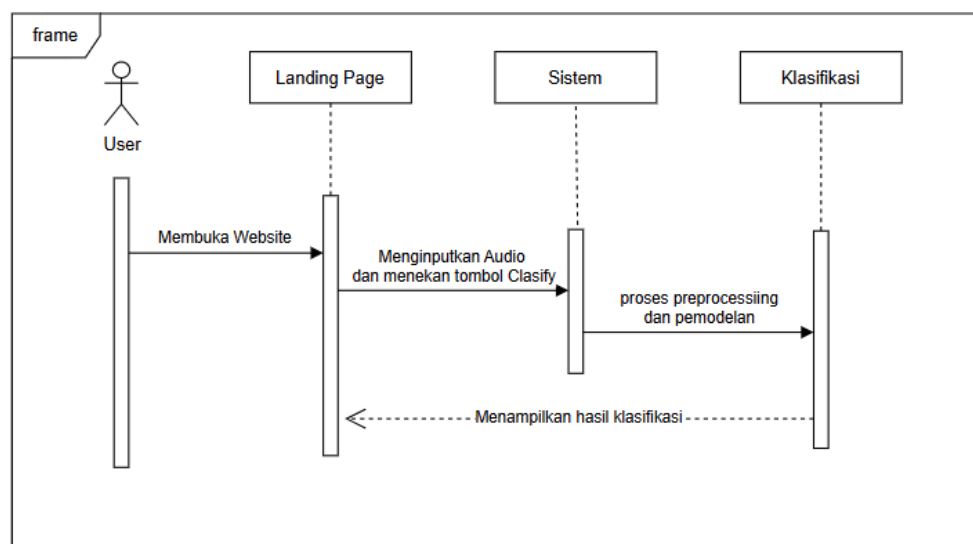 frame
User
Landing Page
Sistem
Klasifikasi
Membuka Website
Menginputkan Audio
dan menekan tombol Clasify
proses preprocessiing
dan pemodelan
Menampilkan hasil klasifikasi